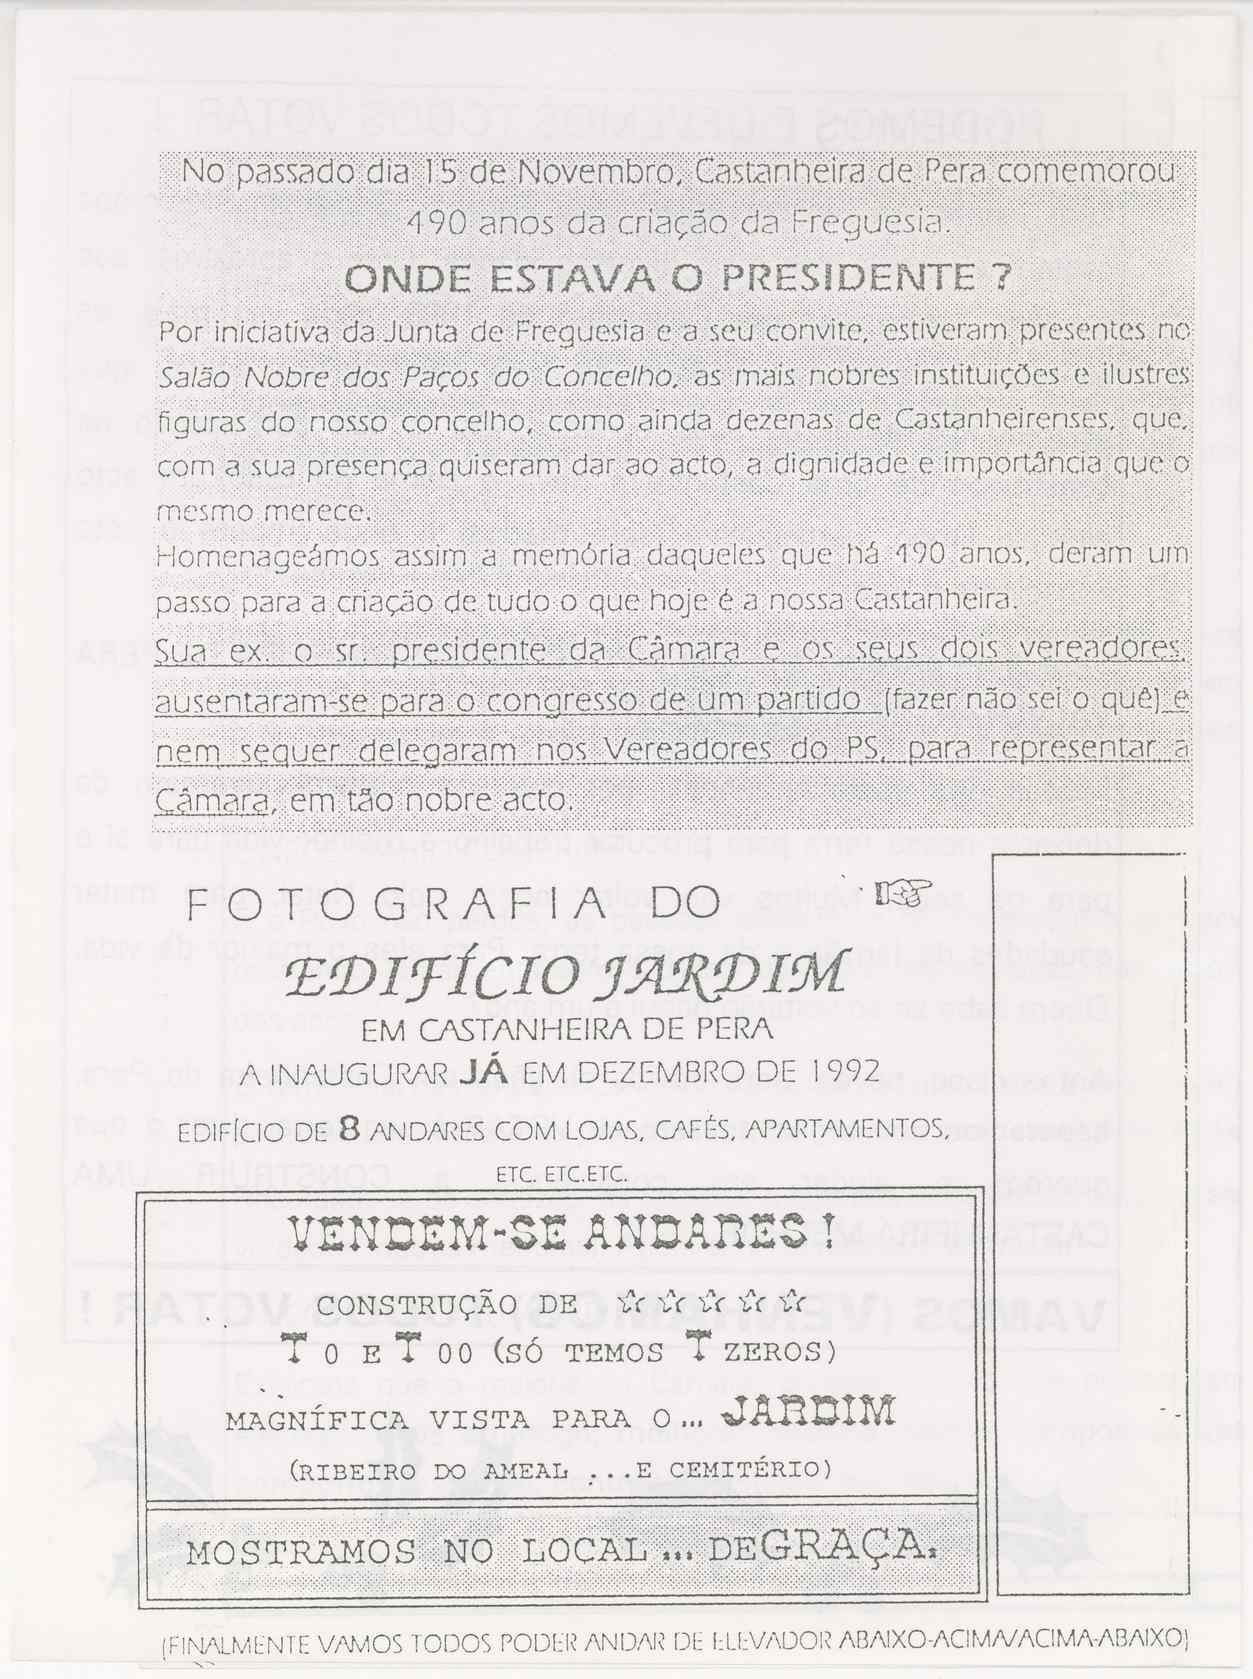 No passado dia 15 de Novembro, Castanheira de Pera comemorou
490 anos da criação da Freguesia.
ONDE ESTAVA O PRESIDENTE ?
Por iniciativa da Junta de Freguesia e a seu convite, estiveram presentes no
Salão Nobre dos Paços do Concelho, as mais nobres instituições e ilustres
figuras do nosso concelho, como ainda dezenas de Castanheirenses, que,
com a sua presença quiseram dar ao acto, a dignidade e importância que o
mesmo merece.
Homenageámos assim a memória daqueles que há 490 anos, deram um
passo para a criação de tudo o que hoje é a nossa Castanheira.
Sua ex. o sr. presidente da Câmara e os seus dois vereadores,
ausentaram-se para o congresso de um partido (fazer não sei o quê) e
nem sequer delegaram nos Vereadores do PS, para representar a
Câmara, em tão nobre acto.
FOTOGRAFIA DO
EDIFÍCIO JARDIM
EM CASTANHEIRA DE PERA
A INAUGURAR JÁ EM DEZEMBRO DE 1992
EDIFÍCIO DE 8 ANDARES COM LOJAS, CAFÉS, APARTAMENTOS,
ETC. ETC.ETC.
VENDEM-SE ANDARES !
CONSTRUÇÃO DE ☆☆☆☆☆
T0 E T00 (SÓ TEMOS T ZEROS)
MAGNÍFICA VISTA PARA O... JARDIM
(RIBEIRO DO AMEAL ...E CEMITÉRIO)
MOSTRAMOS NO LOCAL ... DEGRAÇA.
(FINALMENTE VAMOS TODOS PODER ANDAR DE ELEVADOR ABAIXO-ACIMA/ACIMA-ABAIXO)